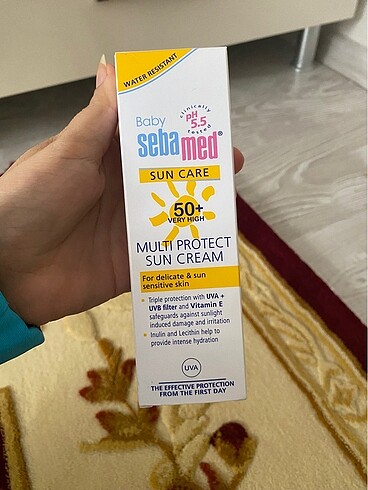 WATER RESISTANT
Baby
sebamed®
clinically tested
pH
5.5
SUN CARE
50+
VERY HIGH
MULTI PROTECT
SUN CREAM
For delicate & sun
sensitive skin
• Triple protection with UVA +
UVB filter and Vitamin E
safeguards against sunlight
induced damage and irritation
• Inulin and Lecithin help to
provide intense hydration
UVA
THE EFFECTIVE PROTECTION
FROM THE FIRST DAY